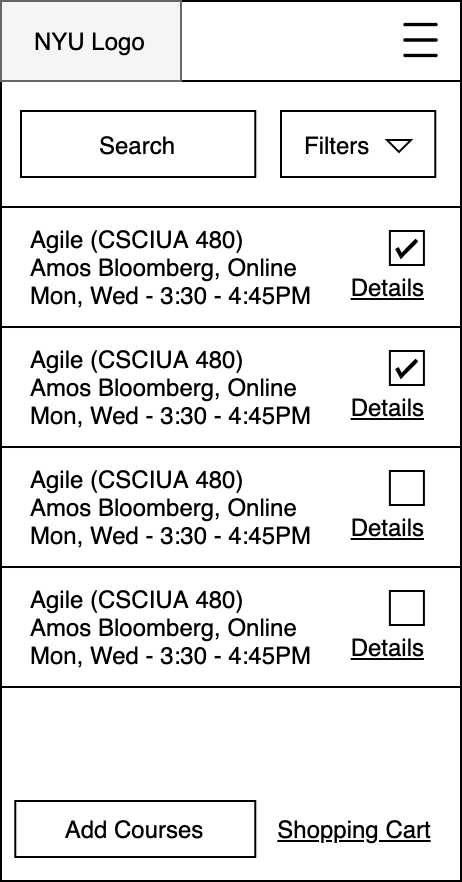 NYU Logo
Search
Filters
Agile (CSCIUA 480)
Amos Bloomberg, Online
Mon, Wed - 3:30 - 4:45PM
Details
Agile (CSCIUA 480)
Amos Bloomberg, Online
Mon, Wed - 3:30 - 4:45PM
Details
Agile (CSCIUA 480)
Amos Bloomberg, Online
Mon, Wed - 3:30 - 4:45PM
Details
Agile (CSCIUA 480)
Amos Bloomberg, Online
Mon, Wed - 3:30 - 4:45PM
Details
Add Courses
Shopping Cart